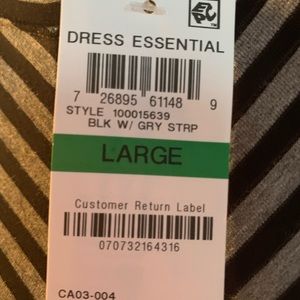 DRESS ESSENTIAL
7 26895 61148 9
STYLE 100015639
BLK W/ GRY STRP
LARGE
Customer Return Label
070732164316
CA03-004